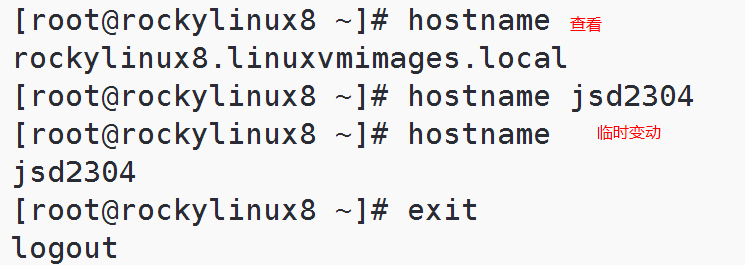 [root@rockylinux8 ~]# hostname 查看
rockylinux8.linuxvmimages.local
[root@rockylinux8 ~]# hostname jsd2304
[root@rockylinux8 ~]# hostname 临时变动
jsd2304
[root@rockylinux8 ~]# exit
logout